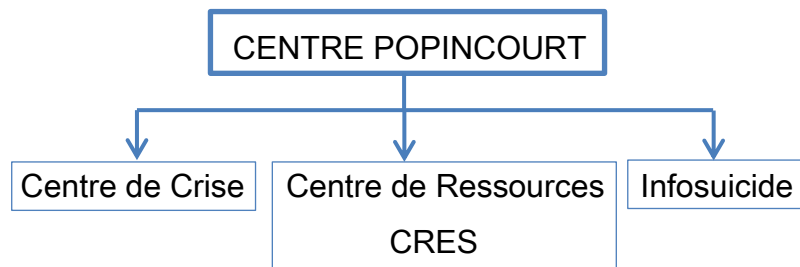 CENTRE POPINCOURT
Centre de Crise
Centre de Ressources
CRES
Infosuicide